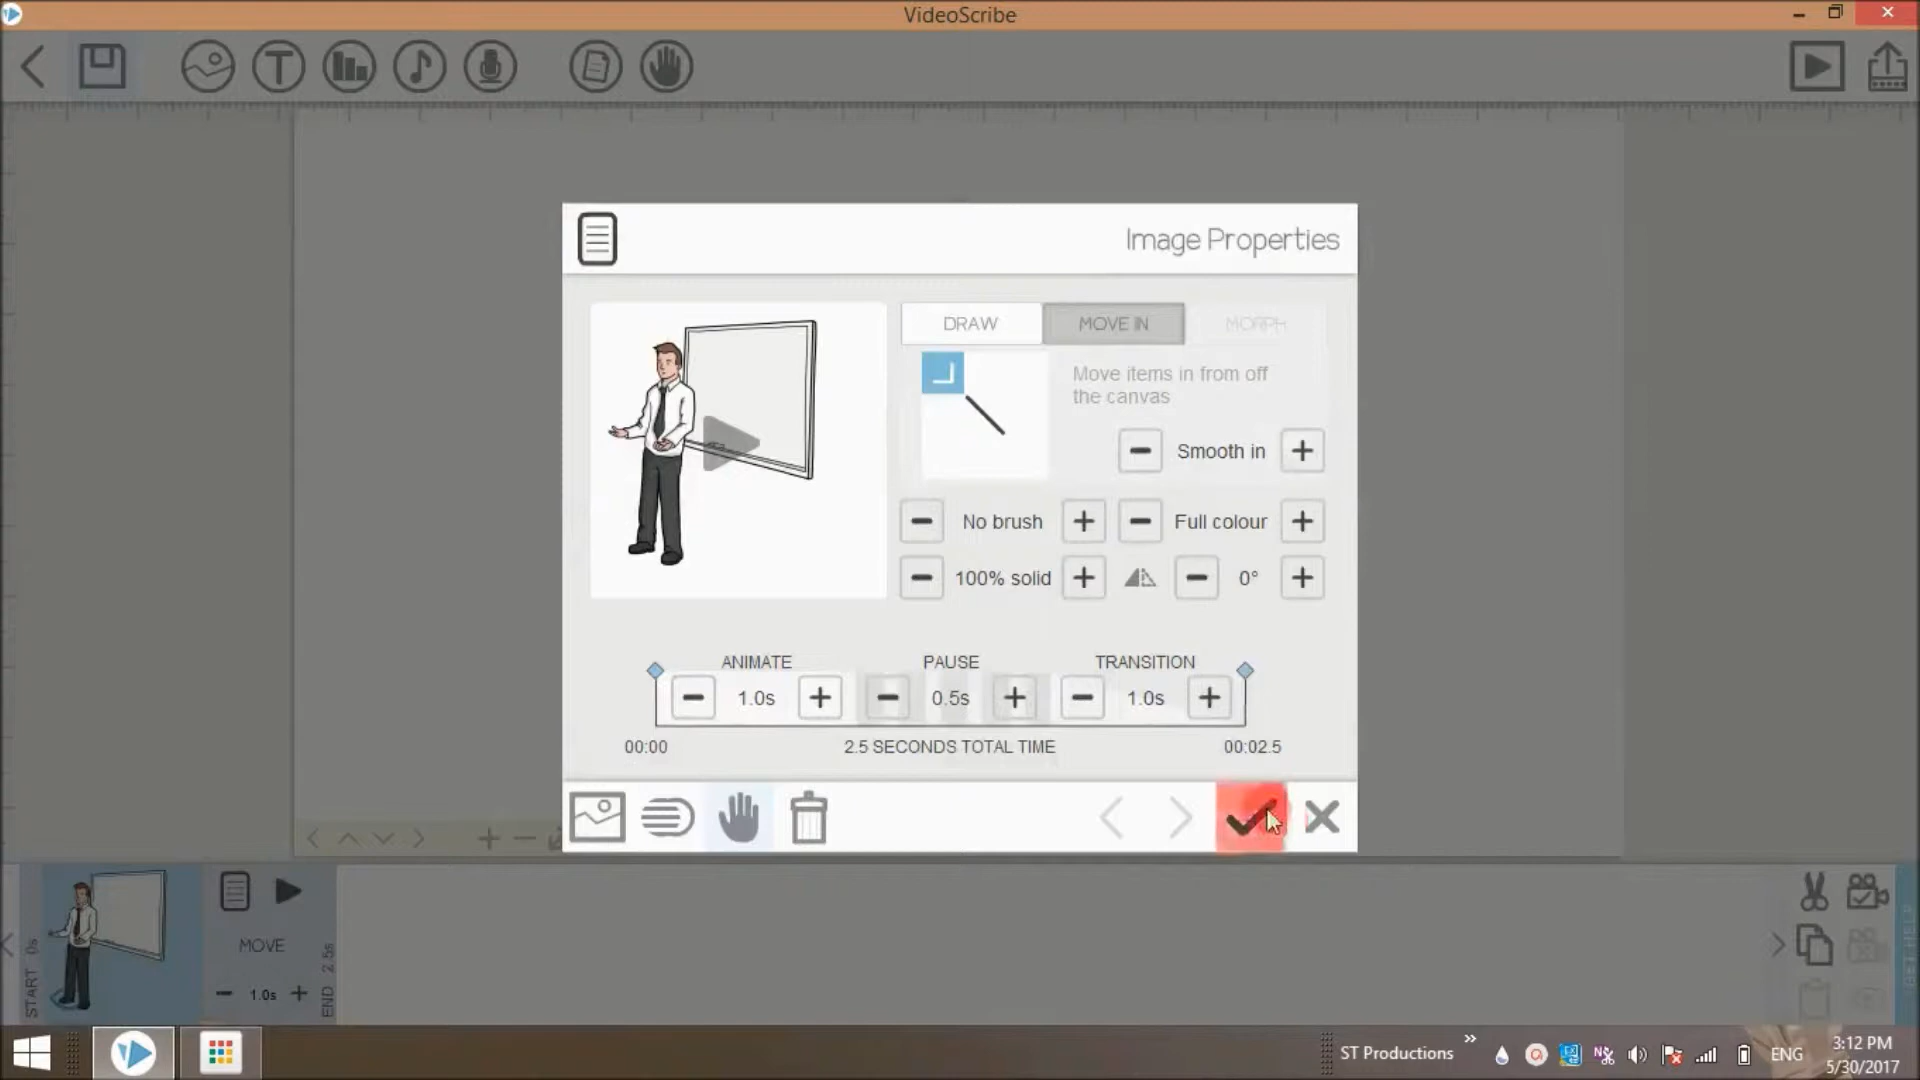 VideoScribe
Image Properties
DRAW
MOVE IN
MORPH
Move items in from off
the canvas
Smooth in
No brush
Full colour
100% solid
0°
ANIMATE
PAUSE
TRANSITION
1.0s
0.5s
1.0s
00:00
2.5 SECONDS TOTAL TIME
00:02.5
START 0s
MOVE
1.0s
END 2.5s
GET HELP
ST Productions
ENG
3:12 PM
5/30/2017